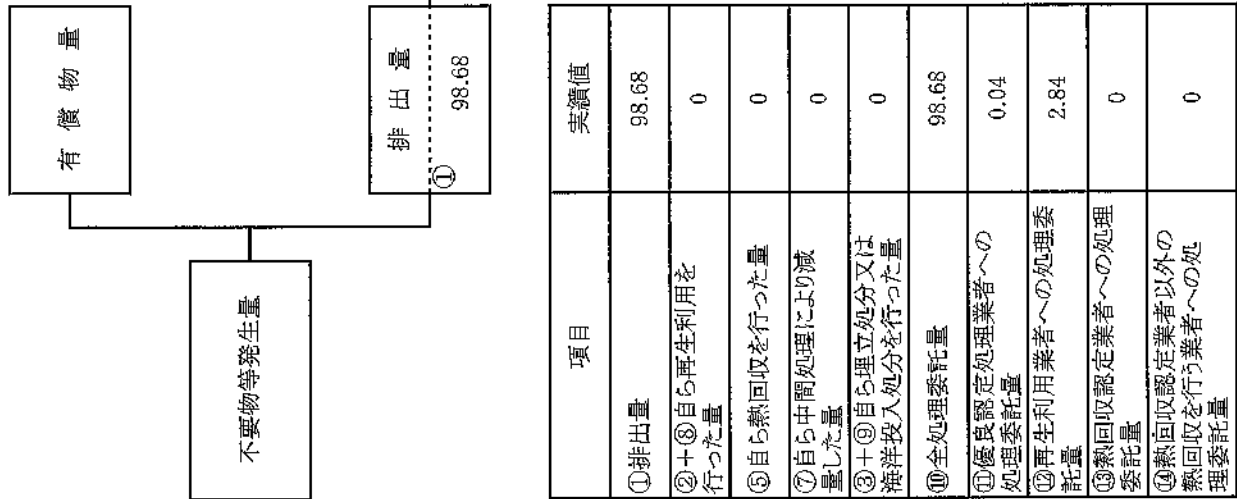 有償物量
不要物等発生量
排出量
①
98.68
項目
実績値
①排出量
98.68
②+⑧自ら再生利用を
行った量
0
⑤自ら熱回収を行った量
0
⑦自ら中間処理により減
量した量
0
③+⑨自ら埋立処分又は
海洋投入処分を行った量
0
⑩全処理委託量
98.68
⑪優良認定処理業者への
処理委託量
0.04
⑫再生利用業者への処理委
託量
2.84
⑬熱回収認定業者への処理
委託量
0
⑭熱回収認定業者以外の
熱回収を行う業者への処
理委託量
0